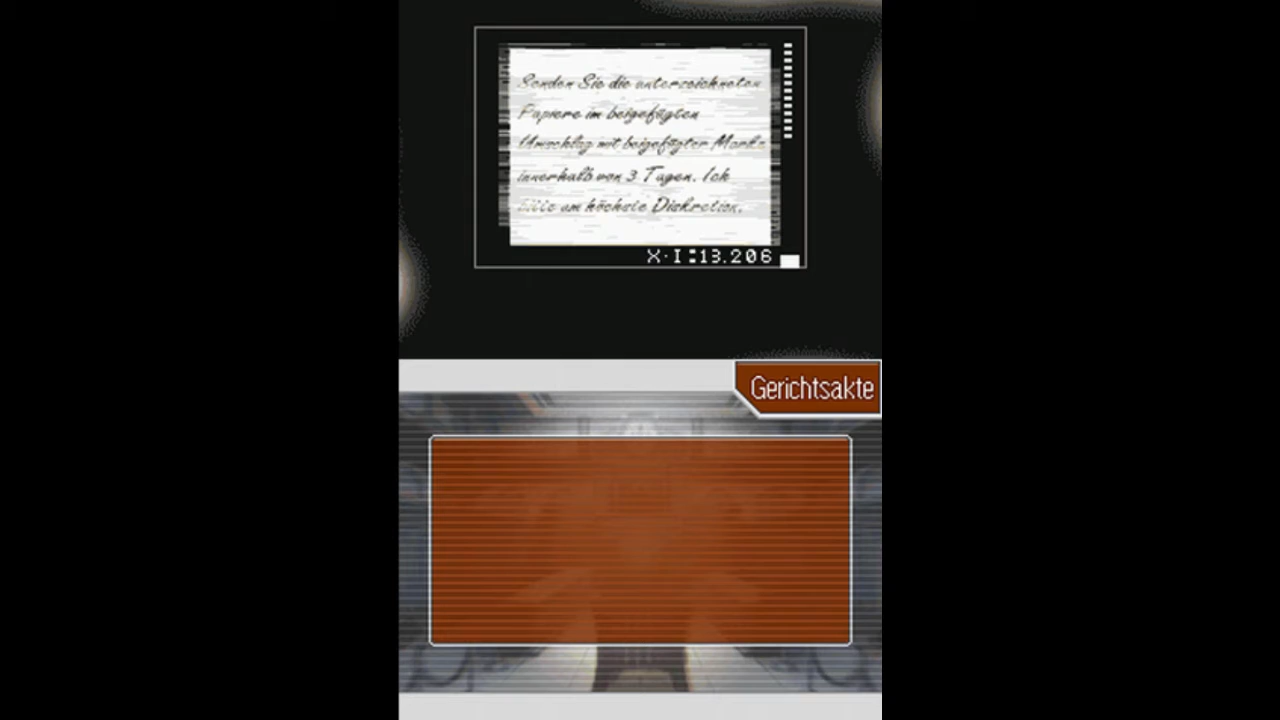 Senden Sie die unterzeichneten
Papiere im beigefügten
Umschlag mit beigefügter Marke
innerhalb von 3 Tagen. Ich
bitte um höchste Diskretion.
X·I:13.206
Gerichtsakte